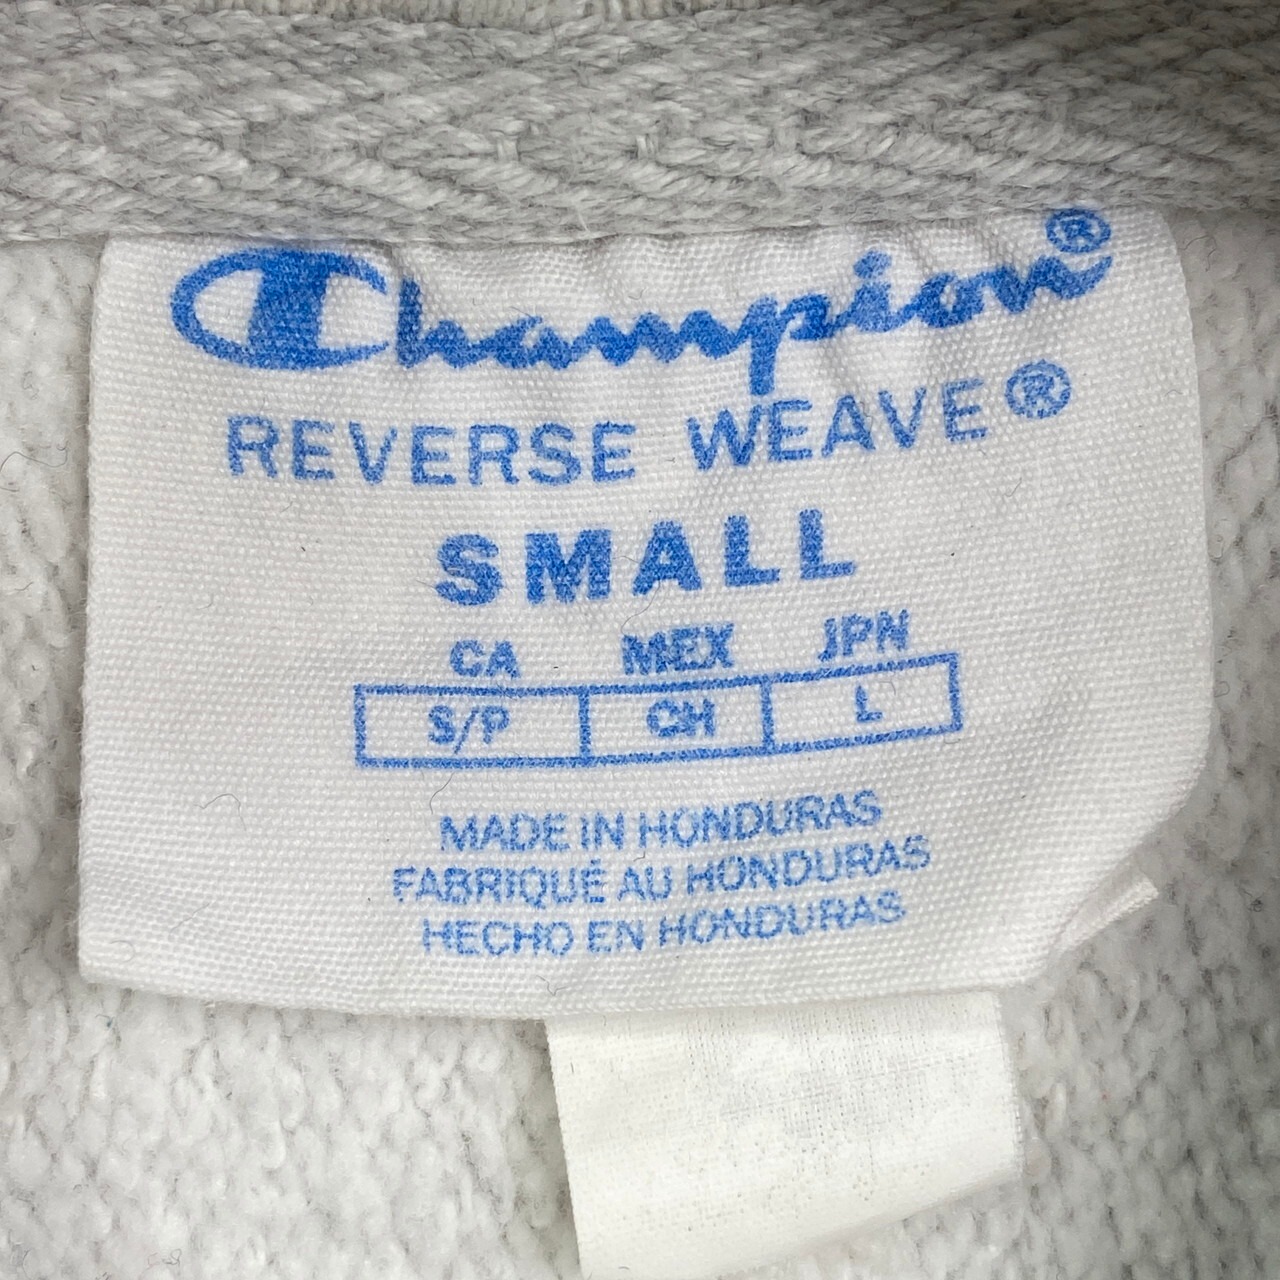 Champion®
REVERSE WEAVE®
SMALL
CA MEX JPN
S/P CH L
MADE IN HONDURAS
FABRIQUÉ AU HONDURAS
HECHO EN HONDURAS